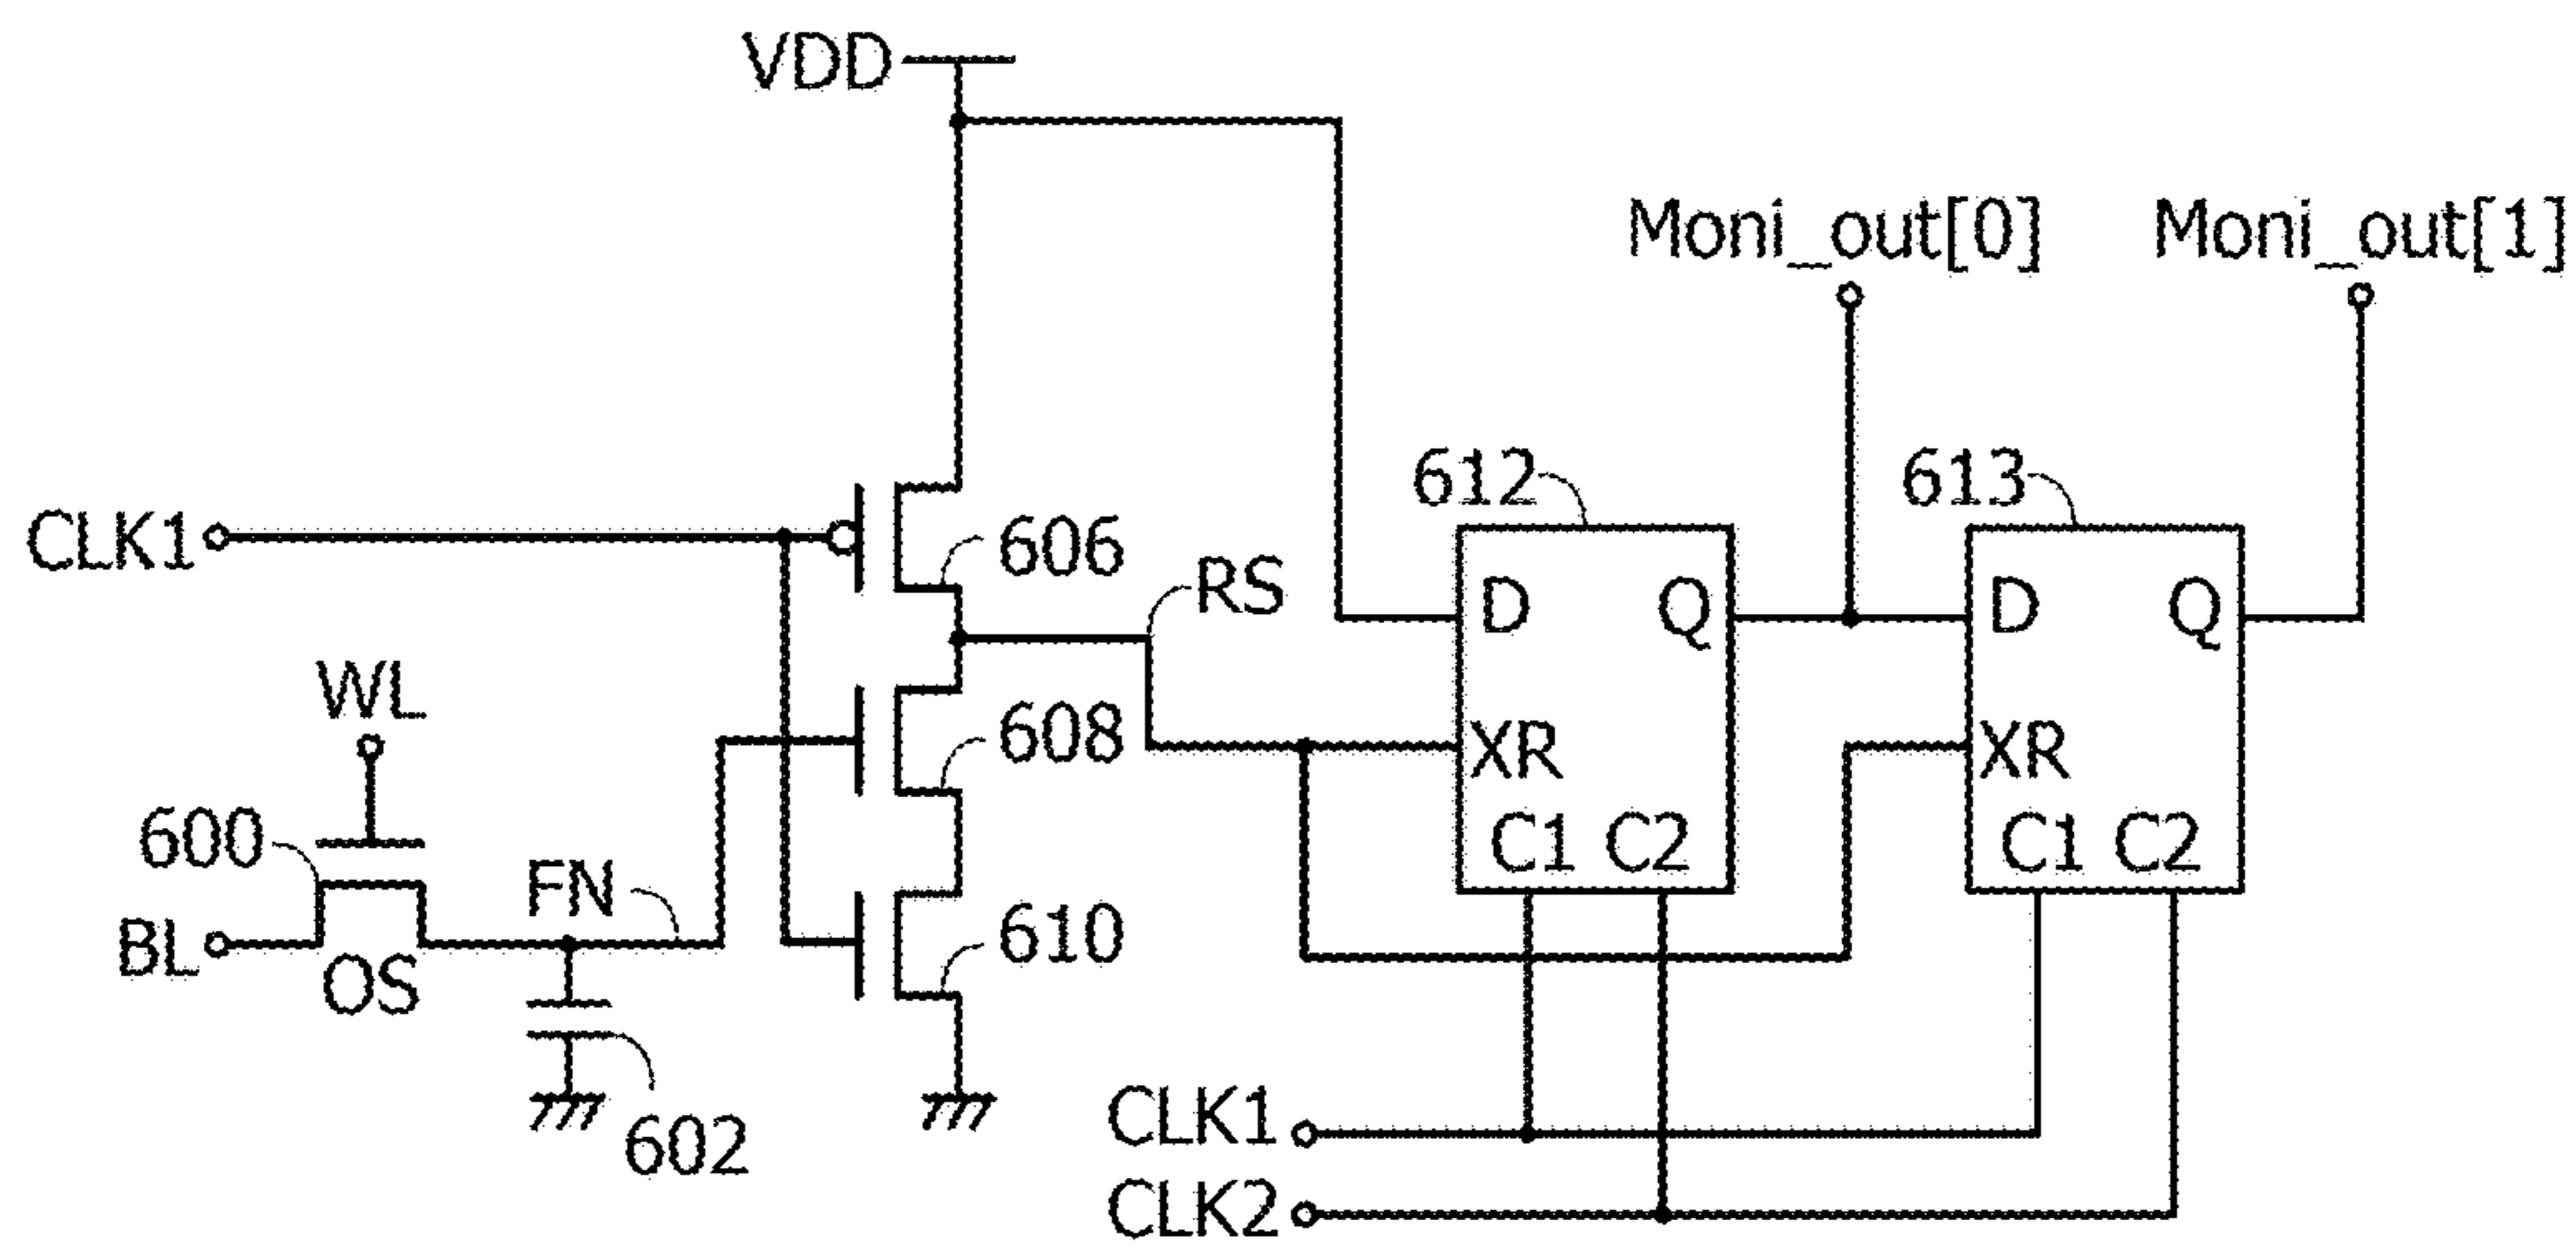 VDD
Moni_out[0] Moni_out[1]
612 613
CLK1 606 RS
D Q D Q
WL 608 XR XR
600 FN C1 C2 C1 C2
BL OS 610
602 CLK1
CLK2